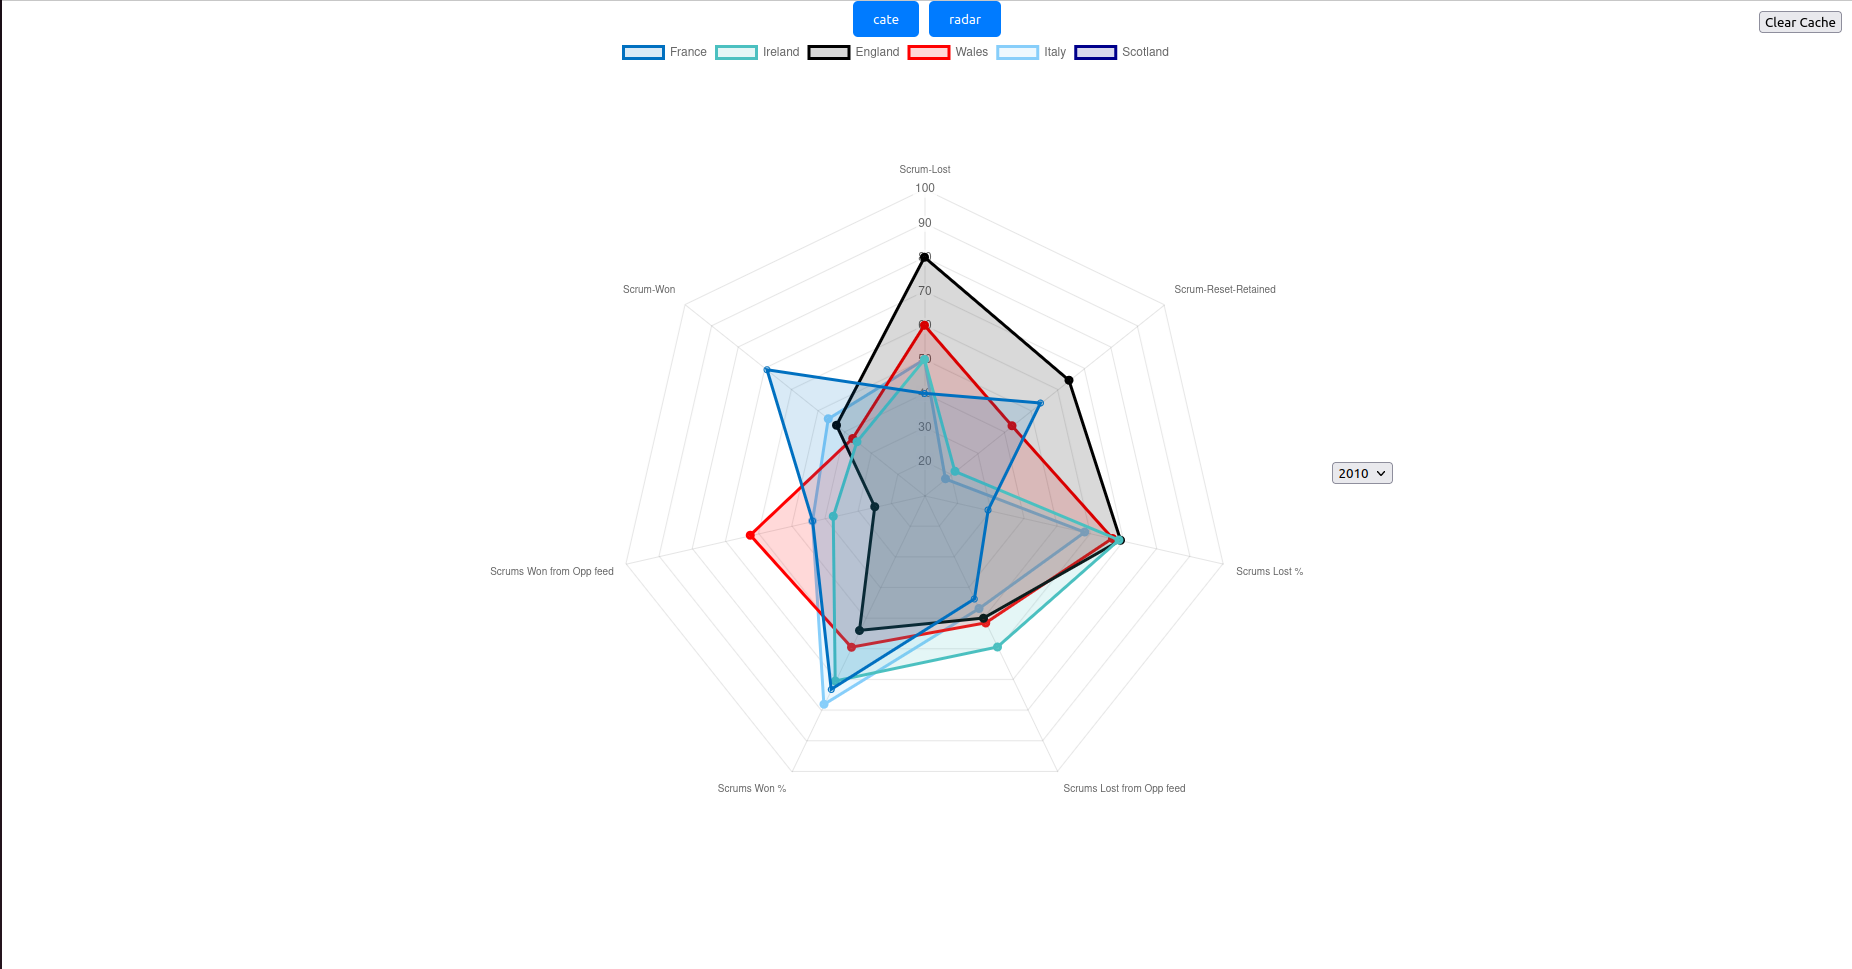 cate radar
Clear Cache
France Ireland England Wales Italy Scotland
Scrum-Lost
100
90
70
Scrum-Won
Scrum-Reset-Retained
30
20
2010
Scrums Won from Opp feed
Scrums Lost %
Scrums Won %
Scrums Lost from Opp feed